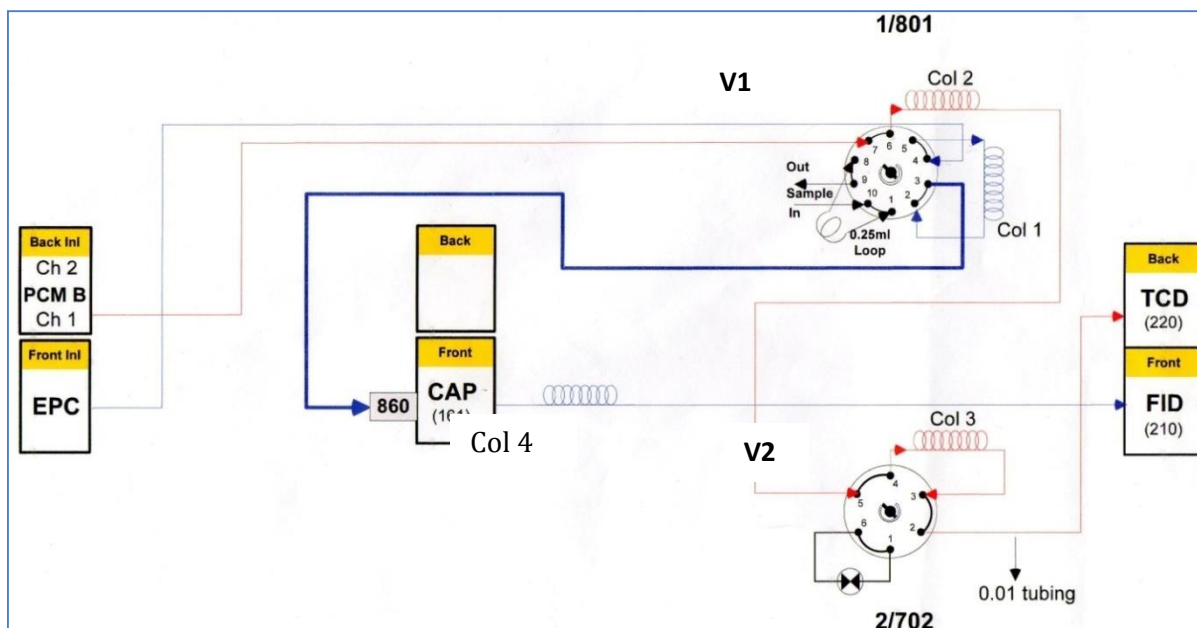 1/801
V1
Col 2
7
6
5
8
4
Out
9
3
Sample
10
1
2
In
0.25ml
Loop
Col 1
Back Inl
Ch 2
PCM B
Ch 1
Front Inl
EPC
Back
Front
860
CAP
Col 4
Back
TCD
(220)
Front
FID
(210)
V2
Col 3
4
5
3
6
2
1
0.01 tubing
2/702